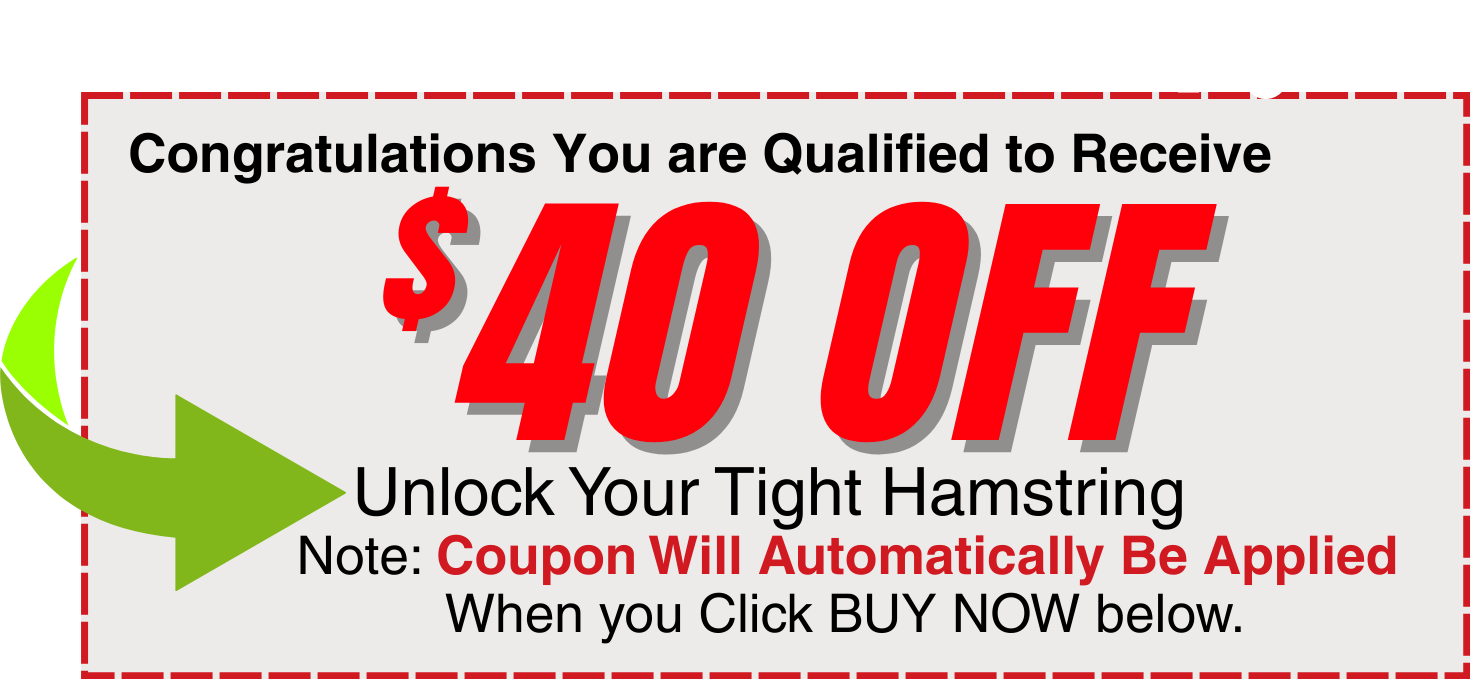 Congratulations You are Qualified to Receive
$40 OFF
Unlock Your Tight Hamstring
Note: Coupon Will Automatically Be Applied
When you Click BUY NOW below.